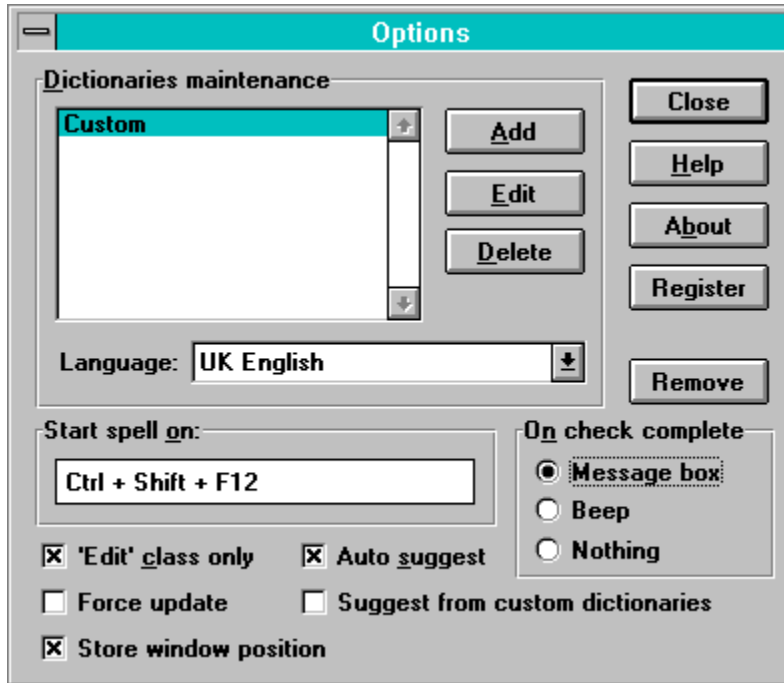 Options
Dictionaries maintenance
Custom
Add
Edit
Delete
Language: UK English
Close
Help
About
Register
Remove
Start spell on:
Ctrl + Shift + F12
On check complete
Message box
Beep
Nothing
'Edit' class only
Auto suggest
Force update
Suggest from custom dictionaries
Store window position